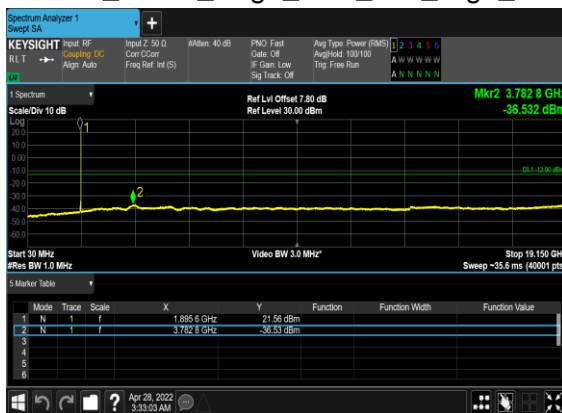 Spectrum Analyzer 1
Swept SA
KEYSIGHT
RLT
Input: RF
Coupling: DC
Align: Auto
Input Z: 50 Ω
Corr CCorr
Freq Ref: Int (S)
#Atten: 40 dB
PNO: Fast
Gate: Off
IF Gain: Low
Sig Track: Off
Avg Type: Power (RMS)
Avg|Hold: 100/100
Trig: Free Run
1 2 3 4 5 6
A W W W W W
A N N N N N
LU
1 Spectrum
Scale/Div 10 dB
Ref Lvl Offset 7.80 dB
Ref Level 30.00 dBm
Mkr2 3.782 8 GHz
-36.532 dBm
Log
20.0
10.0
0.00
-10.0
-20.0
-30.0
-40.0
-50.0
-60.0
1
2
DL1 -13.00 dBm
Start 30 MHz
#Res BW 1.0 MHz
Video BW 3.0 MHz*
Stop 19.150 GH
Sweep ~35.6 ms (40001 pts
5 Marker Table
Mode Trace Scale X Y Function Function Width Function Value
1 N 1 f 1.895 6 GHz 21.56 dBm
2 N 1 f 3.782 8 GHz -36.53 dBm
3
4
5
6
Apr 28, 2022
3:33:03 AM